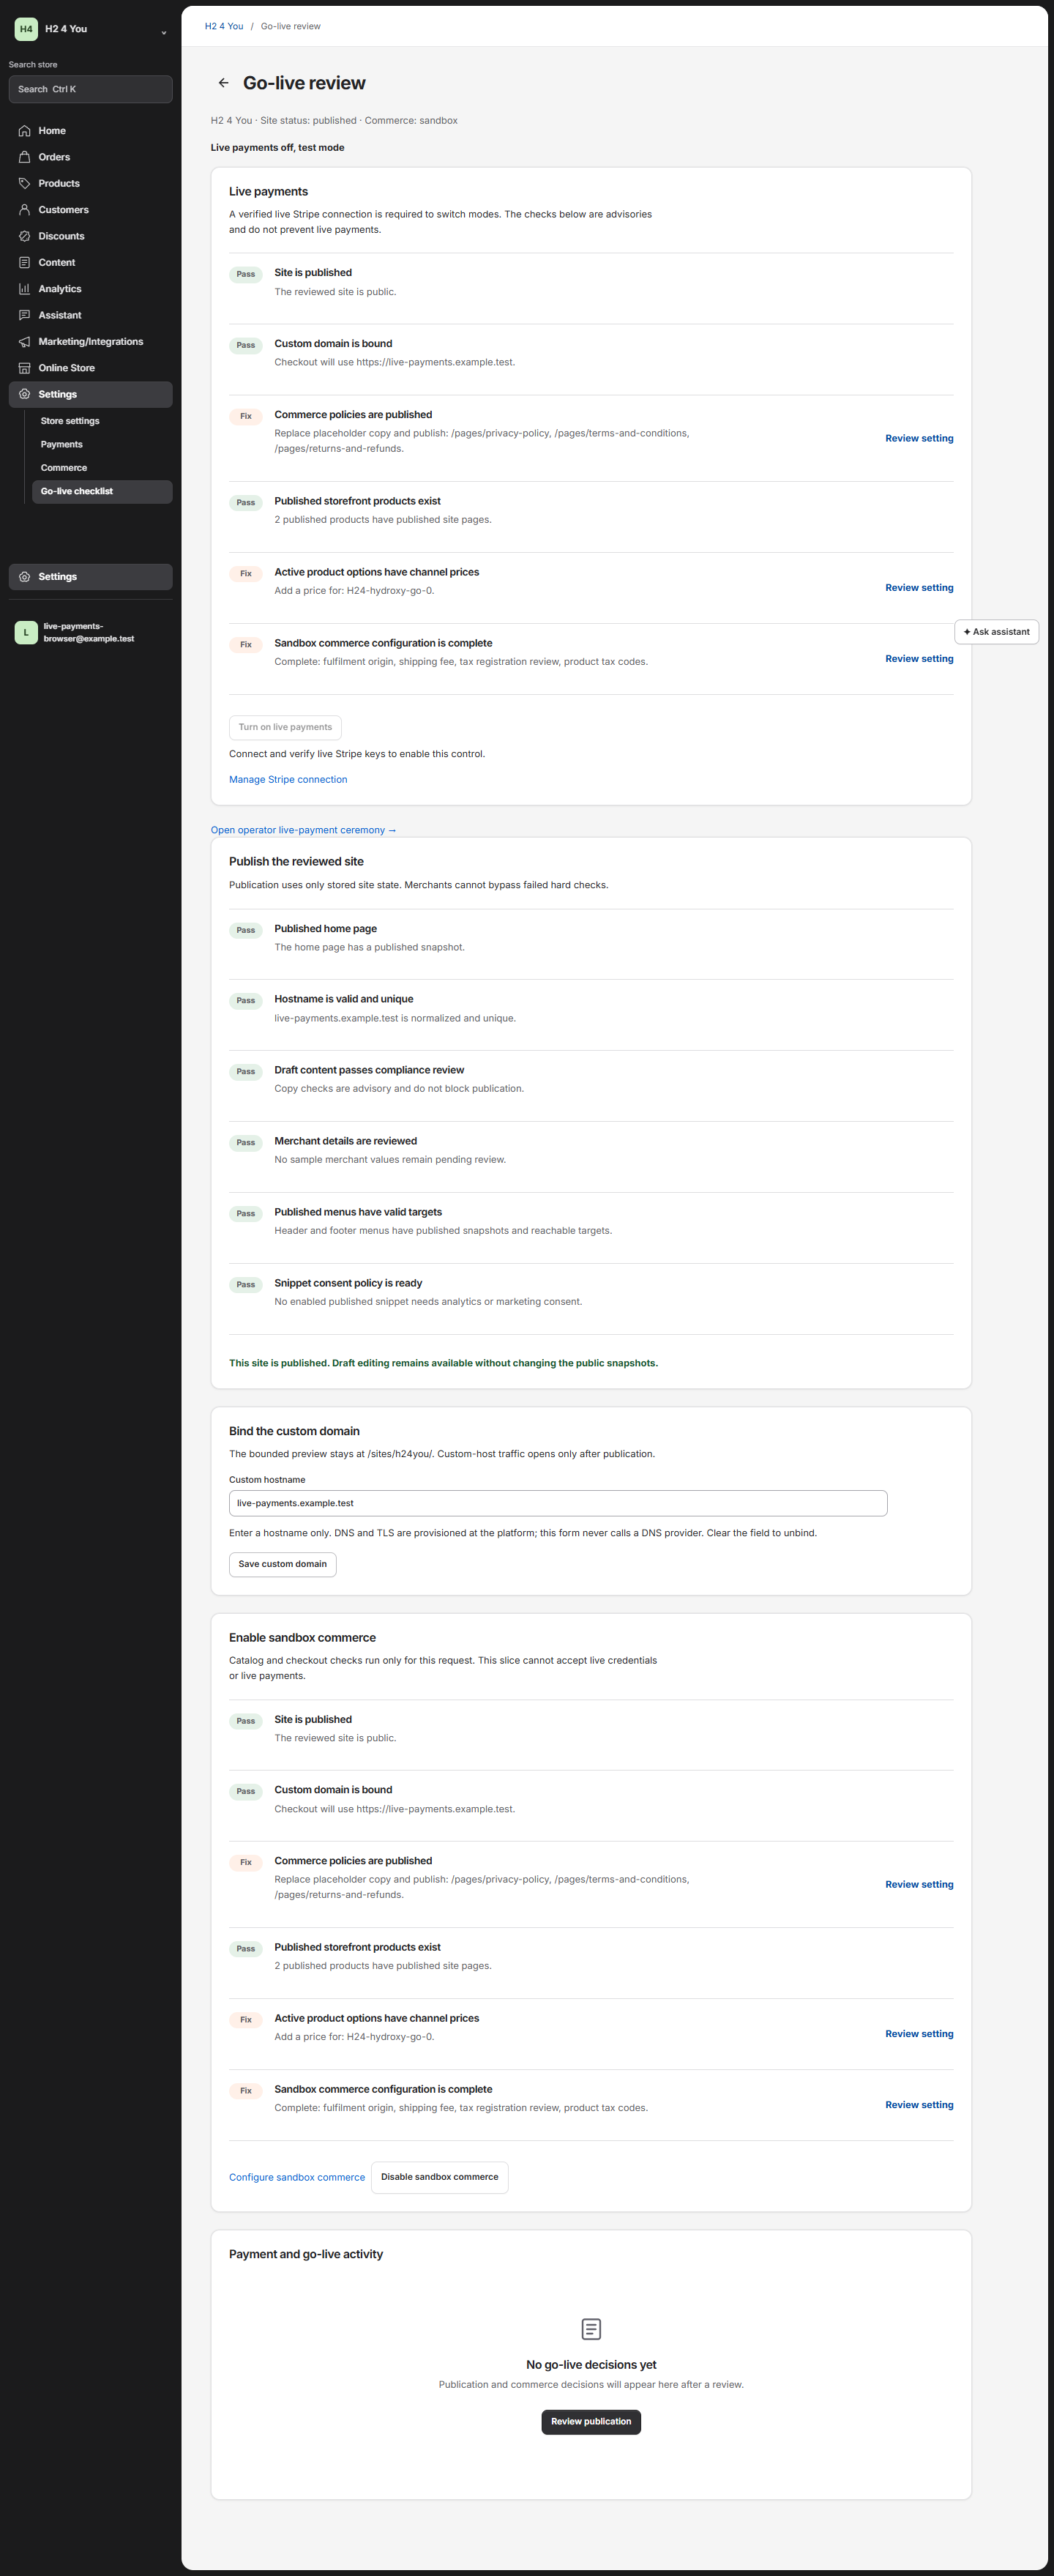 H4 H2 4 You
Search store
Search Ctrl K
Home
Orders
Products
Customers
Discounts
Content
Analytics
Assistant
Marketing/Integrations
Online Store
Settings
Store settings
Payments
Commerce
Go-live checklist
Settings
L
live-payments-
browser@example.test
H2 4 You / Go-live review
← Go-live review
H2 4 You · Site status: published · Commerce: sandbox
Live payments off, test mode
Live payments
A verified live Stripe connection is required to switch modes. The checks below are advisories
and do not prevent live payments.
Pass Site is published
The reviewed site is public.
Pass Custom domain is bound
Checkout will use https://live-payments.example.test.
Fix Commerce policies are published
Replace placeholder copy and publish: /pages/privacy-policy, /pages/terms-and-conditions,
/pages/returns-and-refunds.
Review setting
Pass Published storefront products exist
2 published products have published site pages.
Fix Active product options have channel prices
Add a price for: H24-hydroxy-go-0.
Review setting
Fix Sandbox commerce configuration is complete
Complete: fulfilment origin, shipping fee, tax registration review, product tax codes.
Review setting
✦ Ask assistant
Turn on live payments
Connect and verify live Stripe keys to enable this control.
Manage Stripe connection
Open operator live-payment ceremony →
Publish the reviewed site
Publication uses only stored site state. Merchants cannot bypass failed hard checks.
Pass Published home page
The home page has a published snapshot.
Pass Hostname is valid and unique
live-payments.example.test is normalized and unique.
Pass Draft content passes compliance review
Copy checks are advisory and do not block publication.
Pass Merchant details are reviewed
No sample merchant values remain pending review.
Pass Published menus have valid targets
Header and footer menus have published snapshots and reachable targets.
Pass Snippet consent policy is ready
No enabled published snippet needs analytics or marketing consent.
This site is published. Draft editing remains available without changing the public snapshots.
Bind the custom domain
The bounded preview stays at /sites/h24you/. Custom-host traffic opens only after publication.
Custom hostname
live-payments.example.test
Enter a hostname only. DNS and TLS are provisioned at the platform; this form never calls a DNS provider. Clear the field to unbind.
Save custom domain
Enable sandbox commerce
Catalog and checkout checks run only for this request. This slice cannot accept live credentials
or live payments.
Pass Site is published
The reviewed site is public.
Pass Custom domain is bound
Checkout will use https://live-payments.example.test.
Fix Commerce policies are published
Replace placeholder copy and publish: /pages/privacy-policy, /pages/terms-and-conditions,
/pages/returns-and-refunds.
Review setting
Pass Published storefront products exist
2 published products have published site pages.
Fix Active product options have channel prices
Add a price for: H24-hydroxy-go-0.
Review setting
Fix Sandbox commerce configuration is complete
Complete: fulfilment origin, shipping fee, tax registration review, product tax codes.
Review setting
Configure sandbox commerce Disable sandbox commerce
Payment and go-live activity
No go-live decisions yet
Publication and commerce decisions will appear here after a review.
Review publication